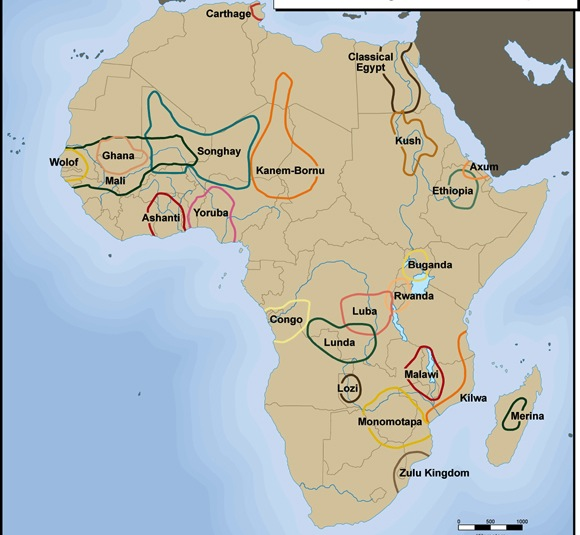 Carthage
Classical
Egypt
Kush
Axum
Ethiopia
Wolof
Ghana
Mali
Songhay
Kanem-Bornu
Ashanti
Yoruba
Buganda
Rwanda
Congo
Luba
Lunda
Malawi
Lozi
Kilwa
Monomotapa
Merina
Zulu Kingdom
0 500 1000